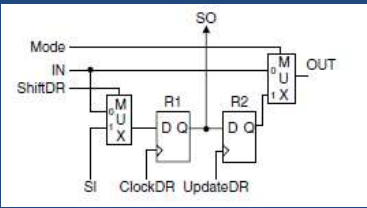 SO
Mode
IN
OUT
ShiftDR
0 M U X 1
R1
R2
0 M U X 1
D Q
D Q
SI
ClockDR
UpdateDR